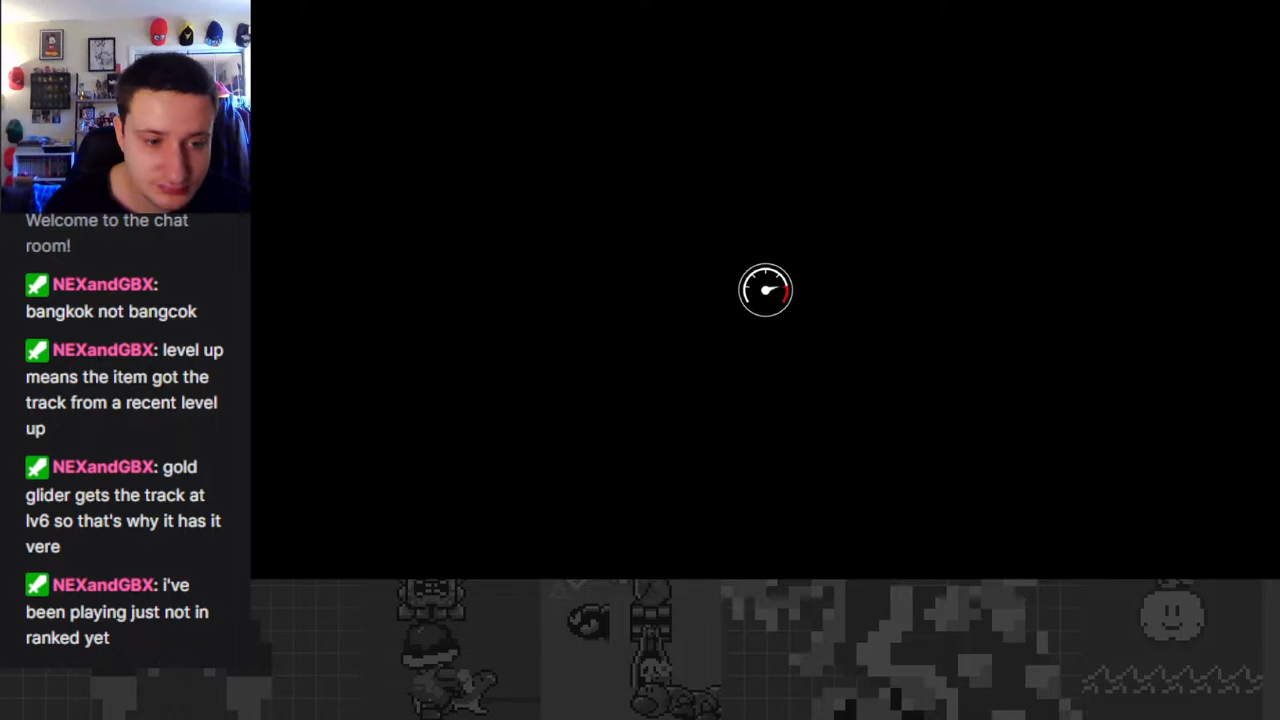 Welcome to the chat
room!
NEXandGBX:
bangkok not bangcok
NEXandGBX: level up
means the item got the
track from a recent level
up
NEXandGBX: gold
glider gets the track at
lv6 so that's why it has it
vere
NEXandGBX: i've
been playing just not in
ranked yet